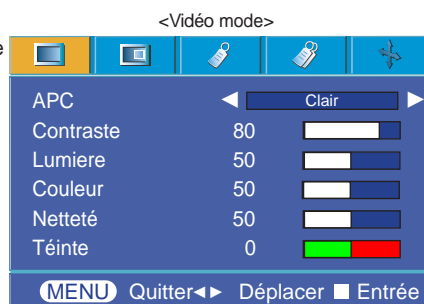 <Vidéo mode>
e
APC ◀ Clair ▶
Contraste 80
Lumiere 50
Couleur 50
Netteté 50
Téinte 0
MENU Quitter◂▸ Déplacer Entrée